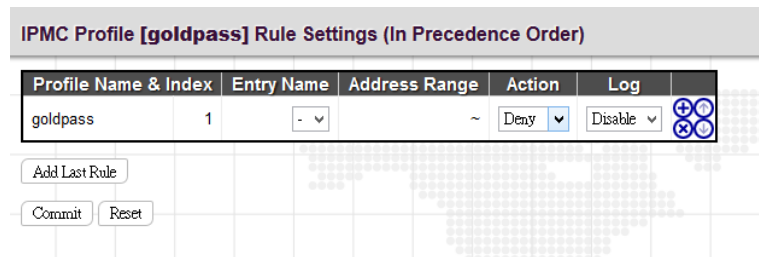 IPMC Profile [goldpass] Rule Settings (In Precedence Order)
Profile Name & Index Entry Name Address Range Action Log
goldpass 1 - ~ Deny Disable
Add Last Rule
Commit Reset